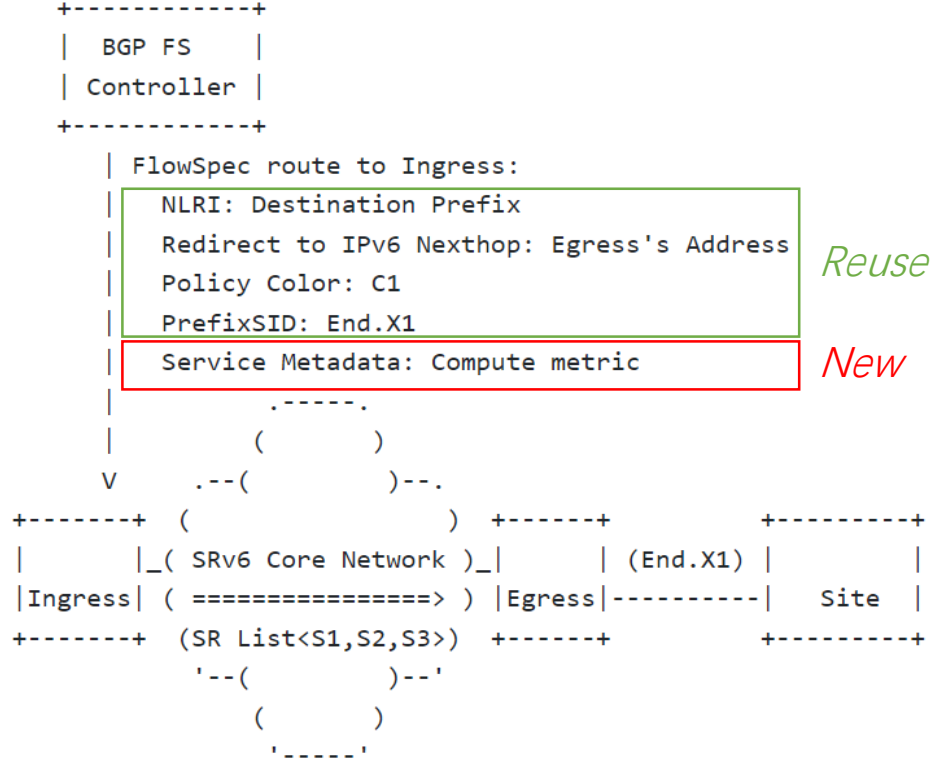 +------------+
|  BGP FS    |
| Controller |
+------------+
| FlowSpec route to Ingress:
|   NLRI: Destination Prefix
|   Redirect to IPv6 Nexthop: Egress's Address
Reuse
|   Policy Color: C1
|   PrefixSID: End.X1
|   Service Metadata: Compute metric
New
|          .-----.
|         (       )
V     .--(         )--.
+-------+  (                 )  +------+          +---------+
|       |_( SRv6 Core Network )_|      | (End.X1) |         |
|Ingress| ( ================> ) |Egress|----------|   Site  |
+-------+  (SR List<S1,S2,S3>)  +------+          +---------+
'--(         )--'
(       )
'-----'